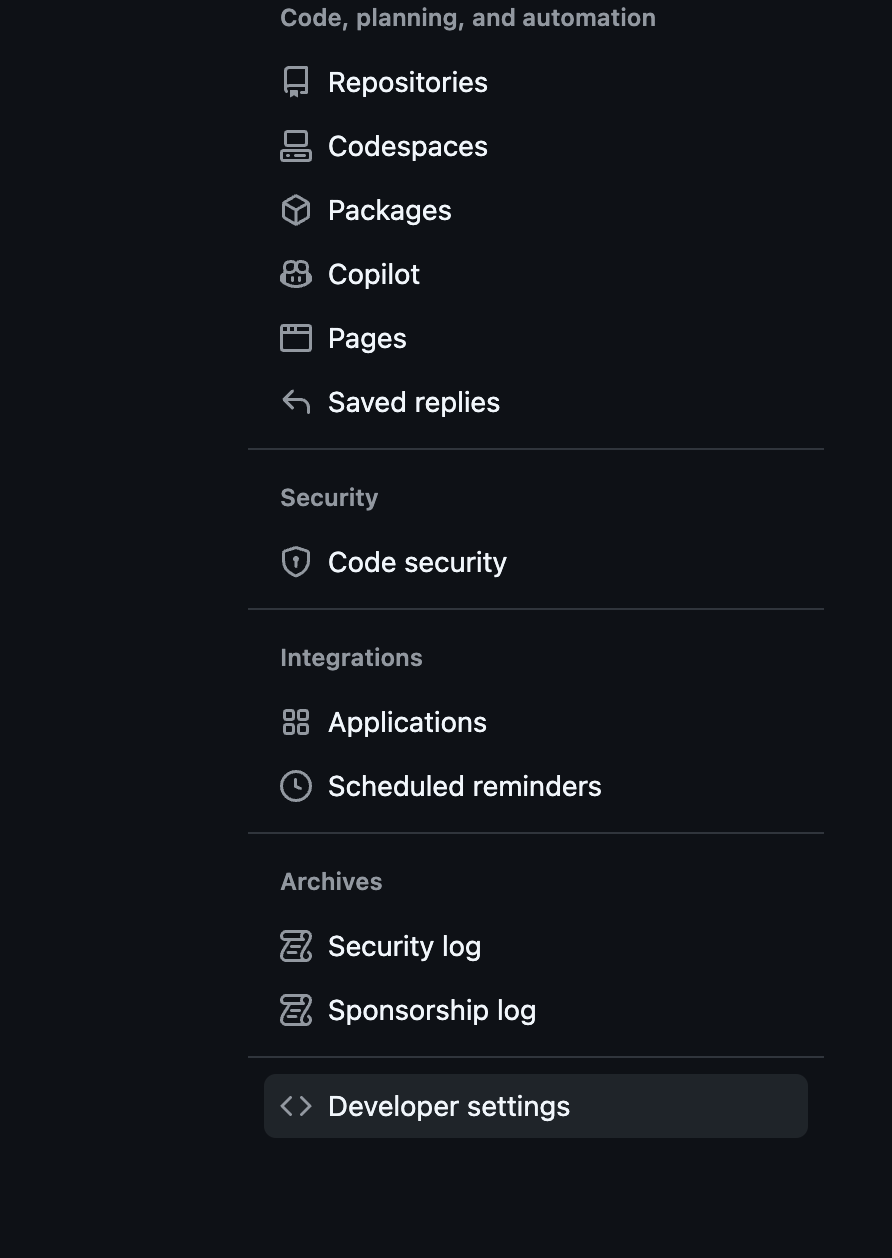 Code, planning, and automation
Repositories
Codespaces
Packages
Copilot
Pages
Saved replies
Security
Code security
Integrations
Applications
Scheduled reminders
Archives
Security log
Sponsorship log
Developer settings